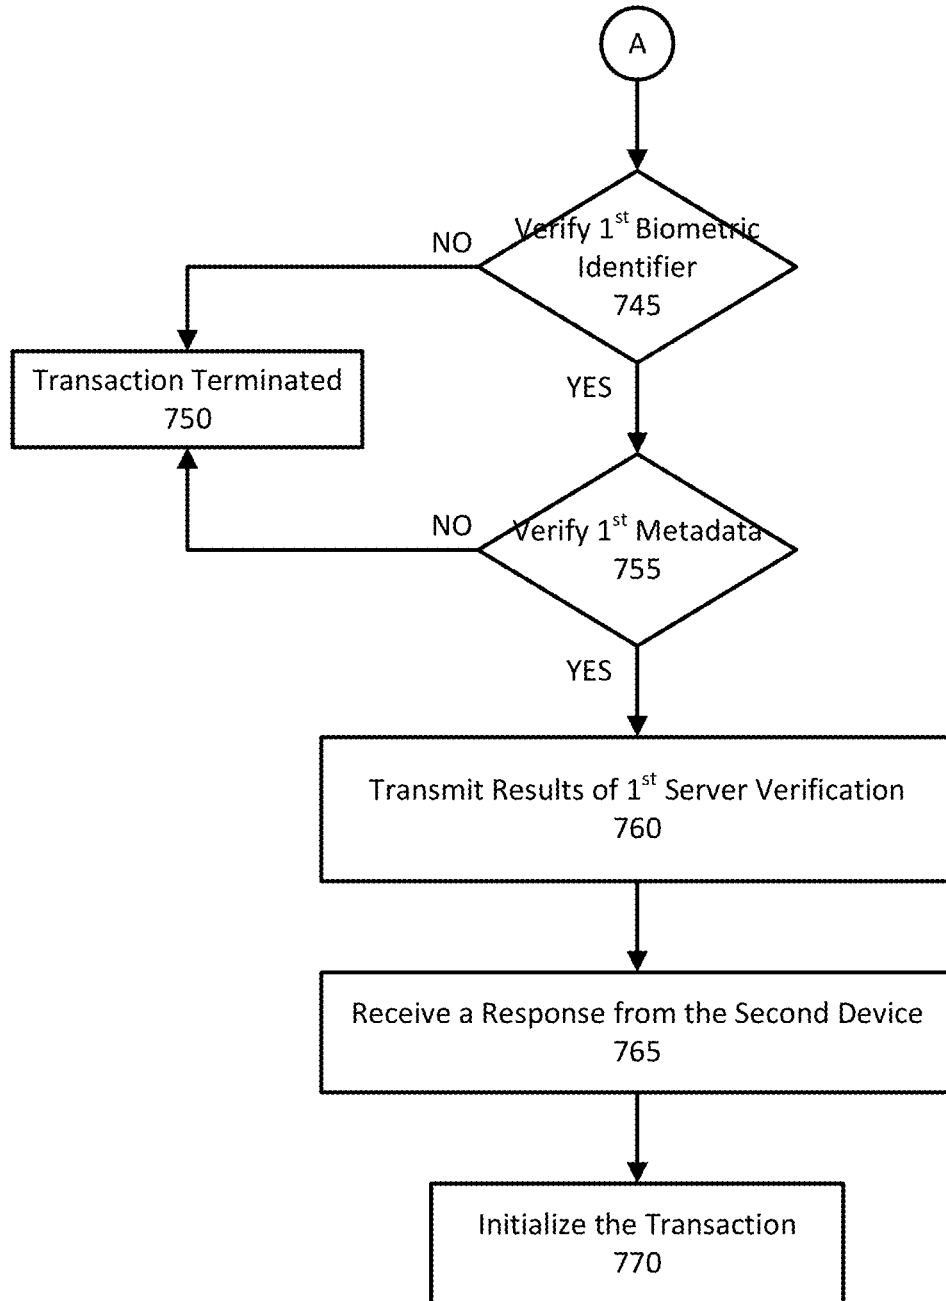 A
Verify 1st Biometric
Identifier
745
NO
YES
Transaction Terminated
750
Verify 1st Metadata
755
NO
YES
Transmit Results of 1st Server Verification
760
Receive a Response from the Second Device
765
Initialize the Transaction
770